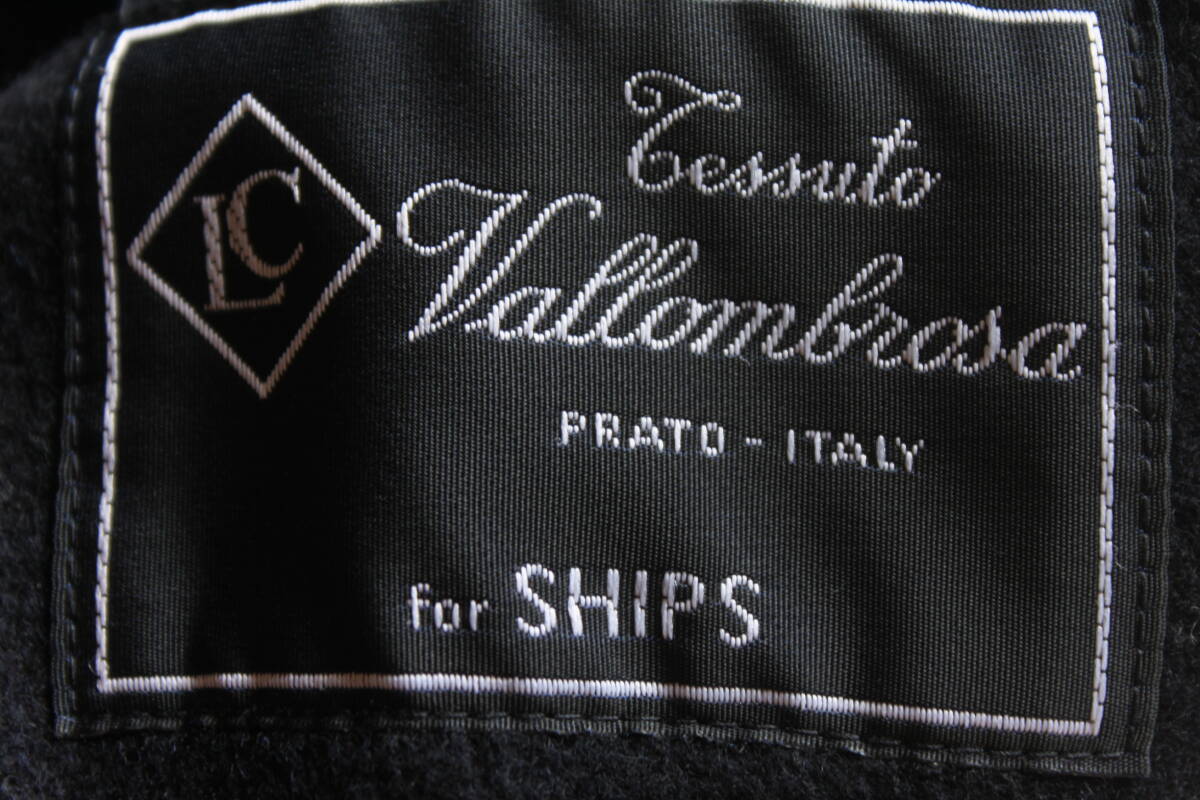 LC
Tessuto
Vallombrosa
PRATO - ITALY
for SHIPS